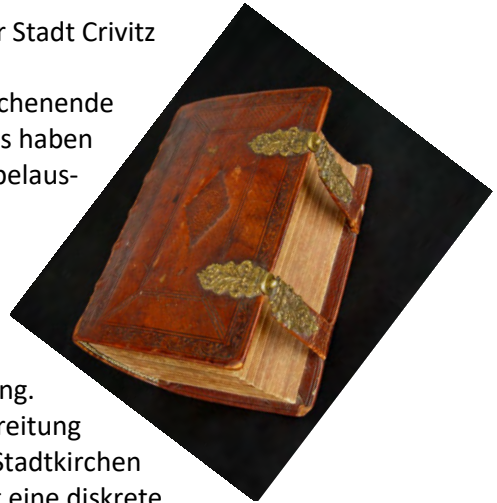 r Stadt Crivitz
chenende
s haben
belaus-
ng.
reitung
Stadtkirchen
eine diskrete